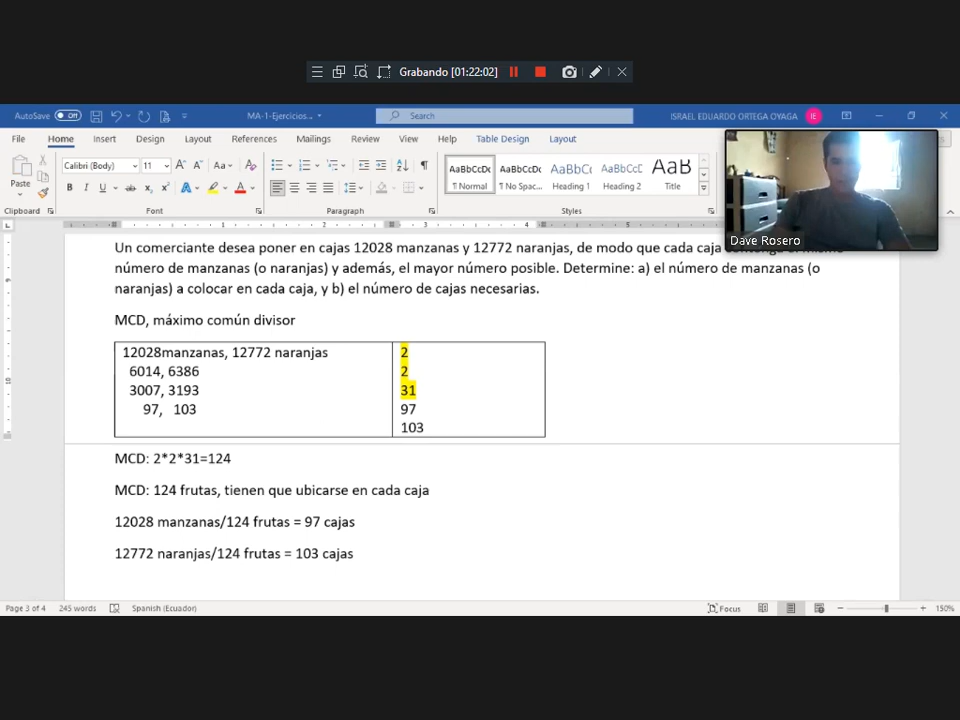 Grabando [01:22:02]
AutoSave Off MA-1-Ejercicios... Search ISRAEL EDUARDO ORTEGA OYAGA IE
File Home Insert Design Layout References Mailings Review View Help Table Design Layout
Paste Calibri (Body) 11 AaBbCcDc AaBbCcDc AaBbCc AaBbCcC AaB
¶ Normal ¶ No Spac... Heading 1 Heading 2 Title
Clipboard Font Paragraph Styles
Dave Rosero
Un comerciante desea poner en cajas 12028 manzanas y 12772 naranjas, de modo que cada caja
número de manzanas (o naranjas) y además, el mayor número posible. Determine: a) el número de manzanas (o
naranjas) a colocar en cada caja, y b) el número de cajas necesarias.
MCD, máximo común divisor
12028manzanas, 12772 naranjas 2
6014, 6386 2
3007, 3193 31
97, 103 97
103
MCD: 2*2*31=124
MCD: 124 frutas, tienen que ubicarse en cada caja
12028 manzanas/124 frutas = 97 cajas
12772 naranjas/124 frutas = 103 cajas
Page 3 of 4 245 words Spanish (Ecuador) Focus 150%